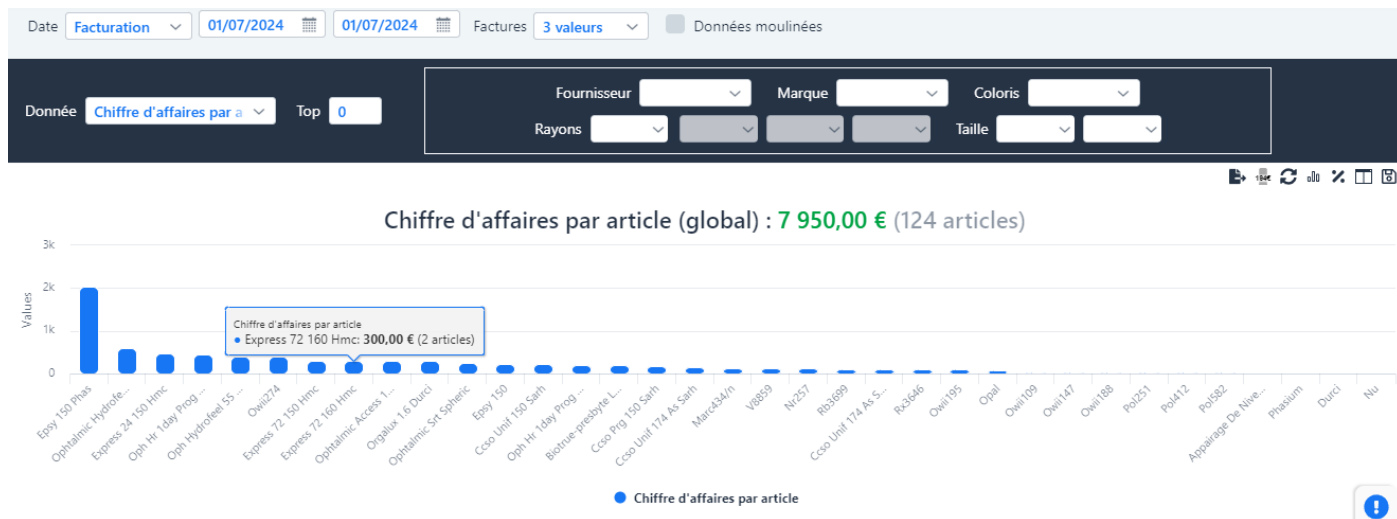 Date Facturation 01/07/2024 01/07/2024 Factures 3 valeurs Données moulinées
Fournisseur Marque Coloris
Donnée Chiffre d'affaires par a Top 0
Rayons Taille
Chiffre d'affaires par article (global) : 7 950,00 € (124 articles)
3k
2k
1k
0
Values
Chiffre d'affaires par article
Express 72 160 Hmc: 300,00 € (2 articles)
Epsy 150 Phas
Ophtalmic Hydrofe...
Express 24 150 Hmc
Oph Hr 1day Prog ...
Oph Hydrofeel 55 ...
Owii274
Express 72 150 Hmc
Express 72 160 Hmc
Ophtalmic Access 1...
Orgalux 1.6 Durci
Ophtalmic Srt Spheric
Epsy 150
Ccso Unif 150 Sarh
Oph Hr 1day Prog ...
Biotrue-presbyte L...
Ccso Prg 150 Sarh
Ccso Unif 174 As Sarh
Marc434/n
V8859
Nr257
Rb3699
Ccso Unif 174 As S...
Rx3646
Owii195
Opal
Owii109
Owii147
Owii188
Pol251
Pol412
Pol582
Appairage De Nive...
Phasium
Durci
Nu
Chiffre d'affaires par article